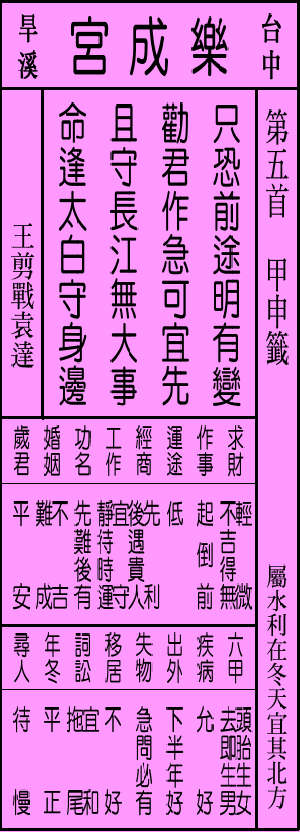 台中
樂成宮
旱溪
第五首 甲申籤 屬水利在冬天宜其北方
只恐前途明有變
勸君作急可宜先
且守長江無大事
命逢太白守身邊
王剪戰袁達
求財 輕微
不吉得無
作事 起倒前
運途 低
經商 先利
後遇貴人
工作 宜守
靜待時運
功名 先難後有
婚姻 不吉
難成
歲君 平安
六甲 頭胎生女
去即生男
疾病 允好
出外 下半年好
失物 急問必有
移居 不好
詞訟 宜和
拖尾
年冬 平正
尋人 待慢